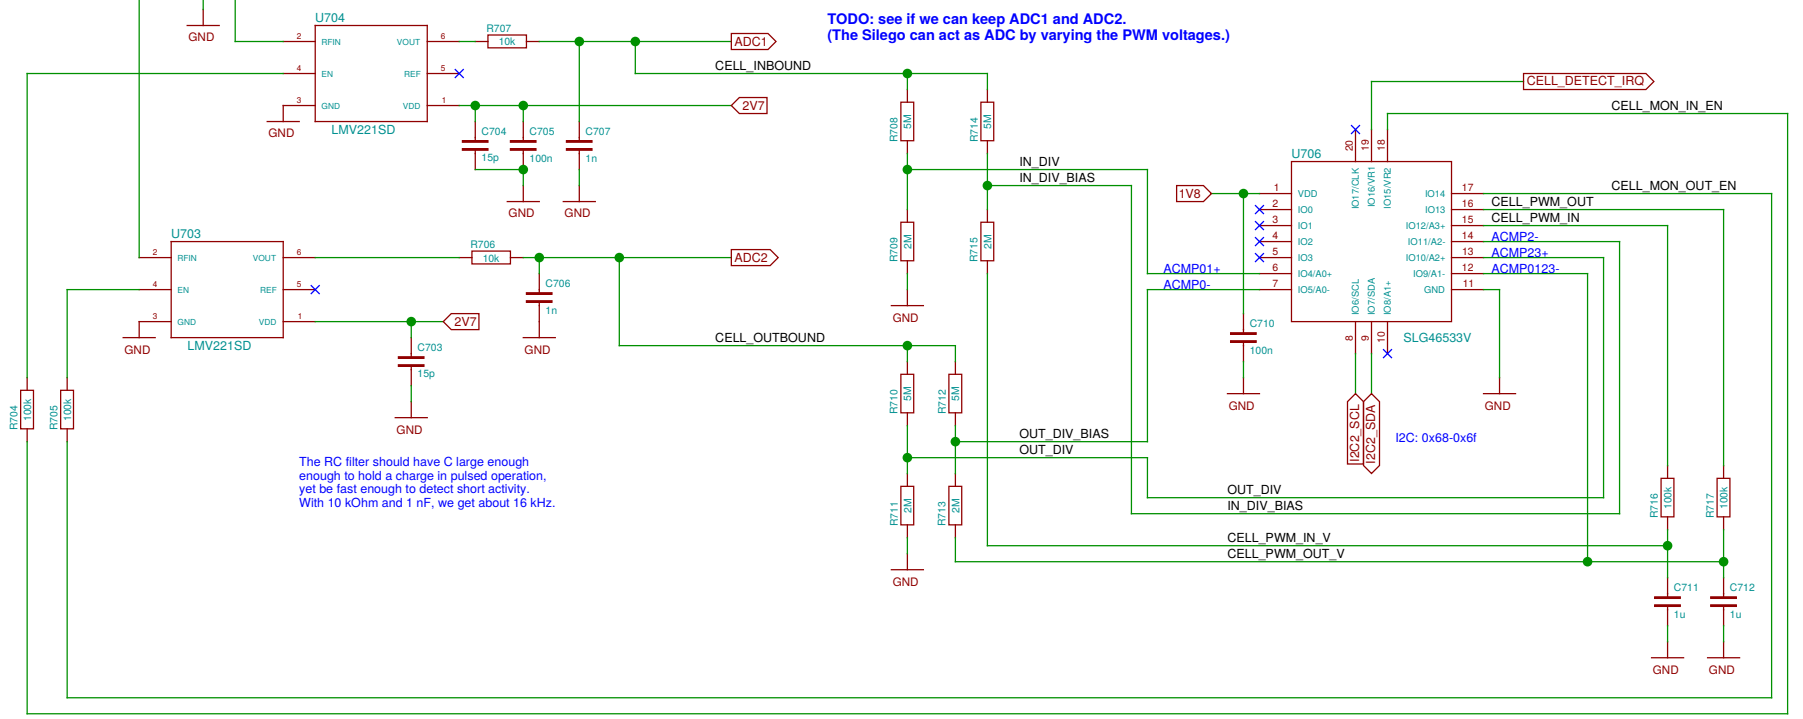 TODO: see if we can keep ADC1 and ADC2.
(The Silego can act as ADC by varying the PWM voltages.)
GND
U704
2 RFIN VOUT 6
4 EN REF 5
3 GND VDD 1
LMV221SD
GND
R707
10k
ADC1
CELL_INBOUND
2V7
C704
15p
C705
100n
C707
1n
GND
GND
U703
2 RFIN VOUT 6
4 EN REF 5
3 GND VDD 1
LMV221SD
GND
R706
10k
ADC2
C706
1n
GND
2V7
C703
15p
GND
CELL_OUTBOUND
R704
100k
R705
100k
The RC filter should have C large enough
enough to hold a charge in pulsed operation,
yet be fast enough to detect short activity.
With 10 kOhm and 1 nF, we get about 16 kHz.
R708
5M
R714
5M
IN_DIV
IN_DIV_BIAS
R709
2M
R715
2M
GND
R710
5M
R712
5M
OUT_DIV_BIAS
OUT_DIV
R711
2M
R713
2M
GND
CELL_DETECT_IRQ
CELL_MON_IN_EN
U706
20 IO17/CLK
19 IO16/VR1
18 IO15/VR2
1V8
1 VDD
2 IO0
3 IO1
4 IO2
5 IO3
ACMP01+ 6 IO4/A0+
ACMP0- 7 IO5/A0-
IO14 17 CELL_MON_OUT_EN
IO13 16 CELL_PWM_OUT
IO12/A3+ 15 CELL_PWM_IN
IO11/A2- 14 ACMP2-
IO10/A2+ 13 ACMP23+
IO9/A1- 12 ACMP0123-
GND 11
IO6/SCL 8
IO7/SDA 9
IO8/A1+ 10
SLG46533V
C710
100n
GND
GND
I2C2_SCL
I2C2_SDA
I2C: 0x68-0x6f
OUT_DIV
IN_DIV_BIAS
CELL_PWM_IN_V
CELL_PWM_OUT_V
R716
100k
R717
100k
C711
1u
C712
1u
GND
GND